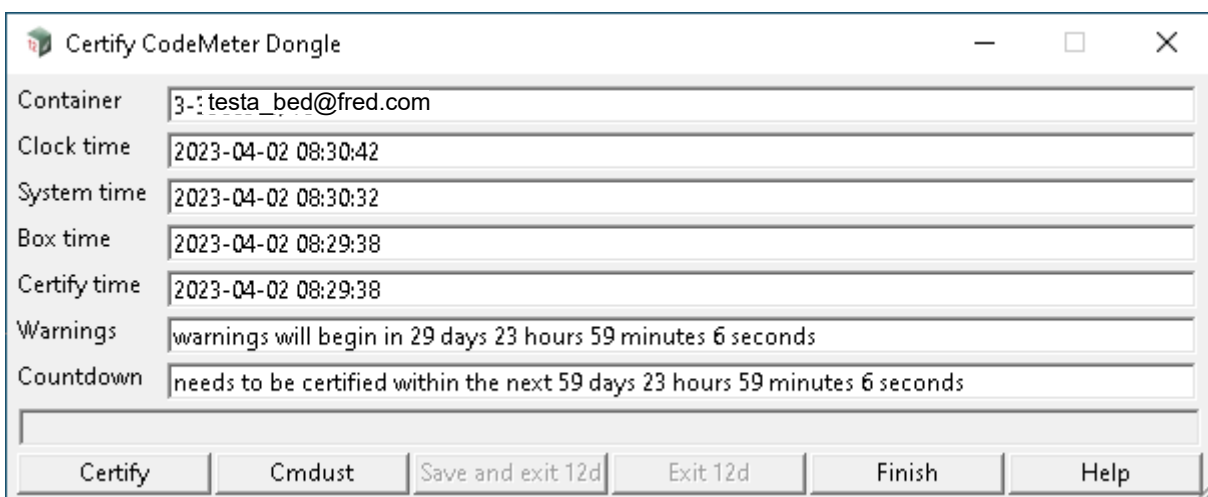 Certify CodeMeter Dongle
Container 3- testa_bed@fred.com
Clock time 2023-04-02 08:30:42
System time 2023-04-02 08:30:32
Box time 2023-04-02 08:29:38
Certify time 2023-04-02 08:29:38
Warnings warnings will begin in 29 days 23 hours 59 minutes 6 seconds
Countdown needs to be certified within the next 59 days 23 hours 59 minutes 6 seconds
Certify Cmdust Save and exit 12d Exit 12d Finish Help